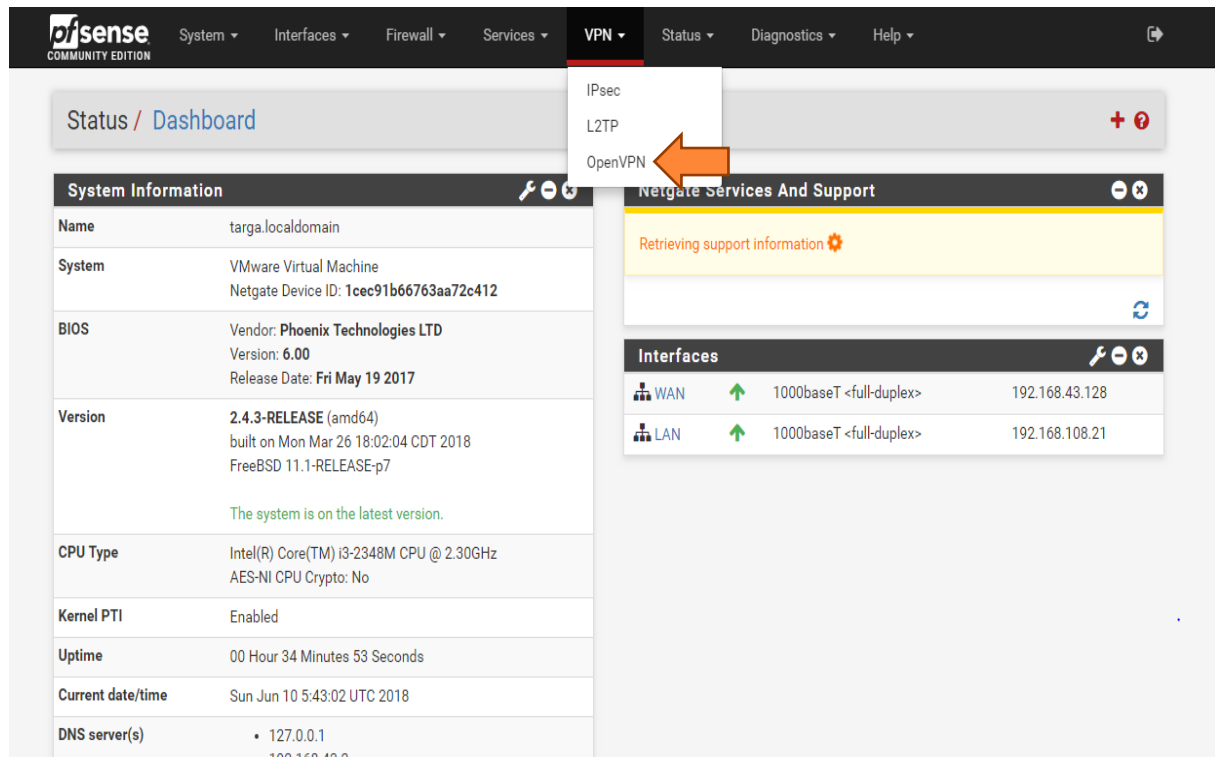 pfsense
COMMUNITY EDITION
System Interfaces Firewall Services VPN Status Diagnostics Help
IPsec
L2TP
OpenVPN
Status / Dashboard
System Information
Name targa.localdomain
System VMware Virtual Machine
Netgate Device ID: 1cec91b66763aa72c412
BIOS Vendor: Phoenix Technologies LTD
Version: 6.00
Release Date: Fri May 19 2017
Version 2.4.3-RELEASE (amd64)
built on Mon Mar 26 18:02:04 CDT 2018
FreeBSD 11.1-RELEASE-p7
The system is on the latest version.
CPU Type Intel(R) Core(TM) i3-2348M CPU @ 2.30GHz
AES-NI CPU Crypto: No
Kernel PTI Enabled
Uptime 00 Hour 34 Minutes 53 Seconds
Current date/time Sun Jun 10 5:43:02 UTC 2018
DNS server(s) • 127.0.0.1
Netgate Services And Support
Retrieving support information
Interfaces
WAN 1000baseT <full-duplex> 192.168.43.128
LAN 1000baseT <full-duplex> 192.168.108.21